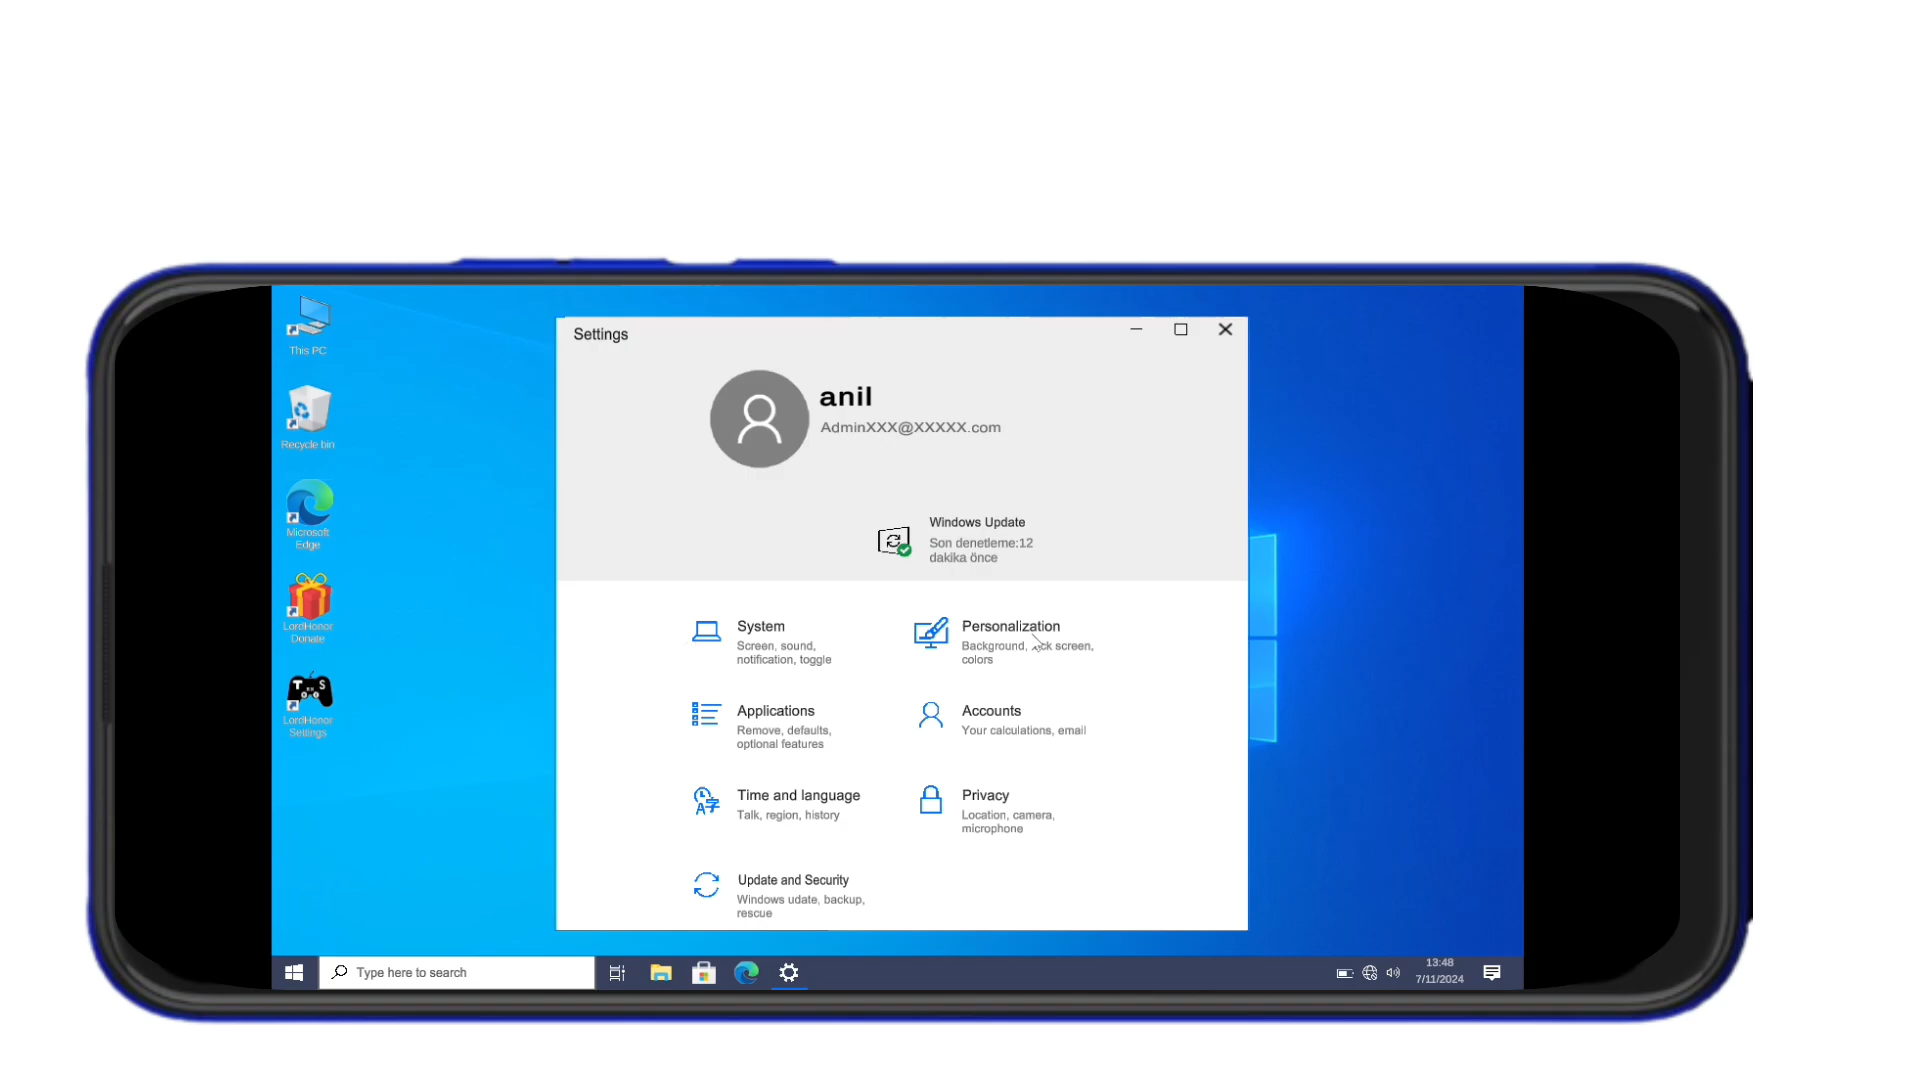 This PC
Recycle bin
Microsoft
Edge
LordHonor
Donate
T S
LordHonor
Settings
Settings
anil
AdminXXX@XXXXX.com
Windows Update
Son denetleme:12
dakika önce
System
Screen, sound,
notification, toggle
Personalization
Background, screen,
colors
Applications
Remove, defaults,
optional features
Accounts
Your calculations, email
Time and language
Talk, region, history
Privacy
Location, camera,
microphone
Update and Security
Windows udate, backup,
rescue
Type here to search
13:48
7/11/2024